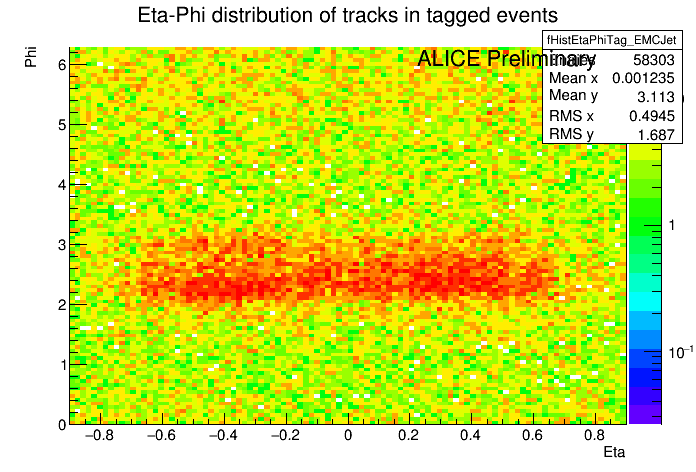 Eta-Phi distribution of tracks in tagged events
fHistEtaPhiTag_EMCJet
58303
Mean x 0.001235
Mean y 3.113
RMS x 0.4945
RMS y 1.687
ALICE Preliminary
Phi
6
5
4
3
2
1
0
−0.8 −0.6 −0.4 −0.2 0 0.2 0.4 0.6 0.8
Eta
1
10⁻¹